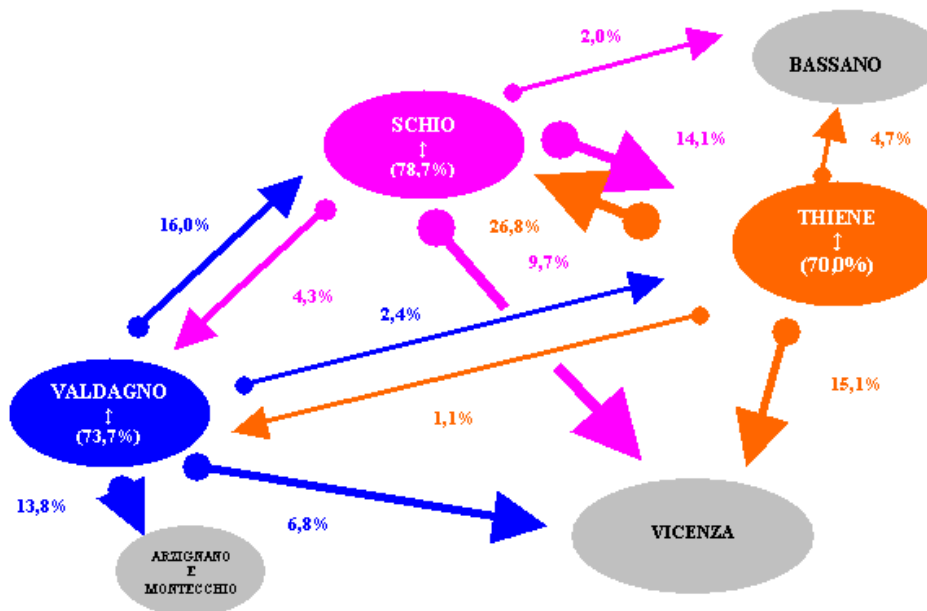 2,0%
BASSANO
SCHIO
↕
(78,7%)
14,1%
4,7%
16,0%
26,8%
THIENE
↕
(70,0%)
9,7%
4,3%
2,4%
VALDAGNO
↕
(73,7%)
1,1%
15,1%
13,8%
6,8%
VICENZA
ARZIGNANO
E
MONTECCHIO